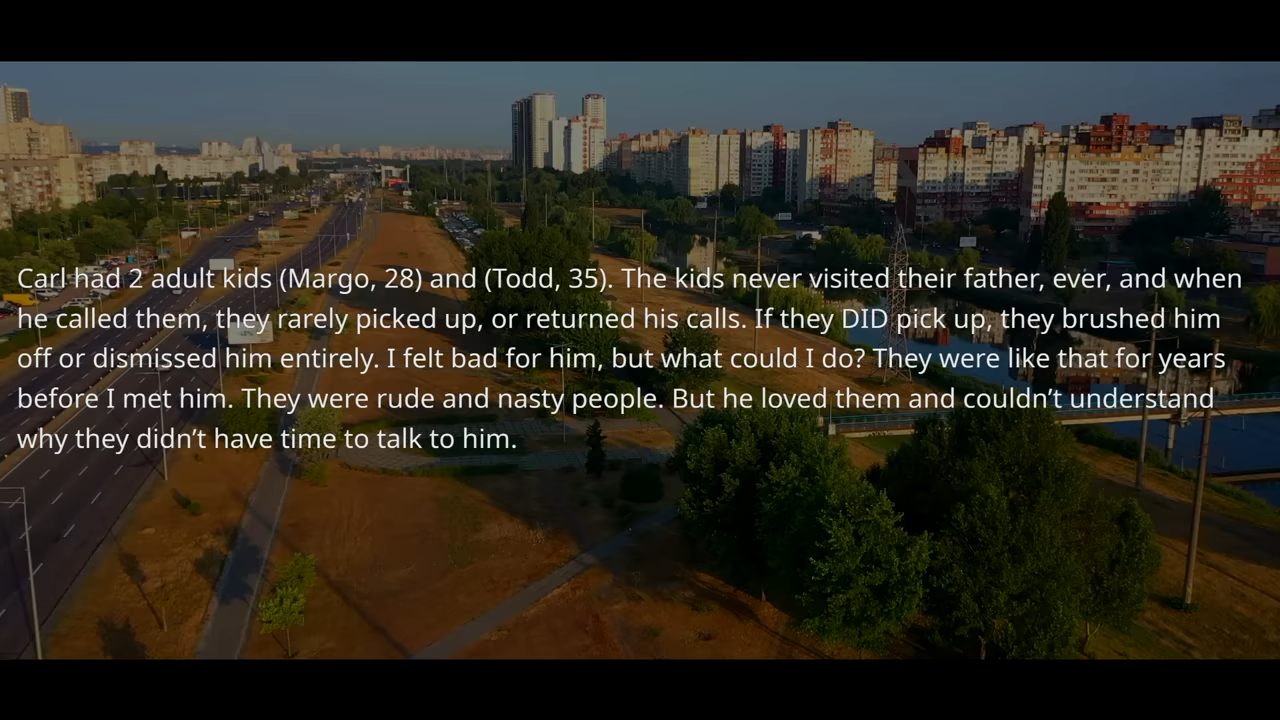 Carl had 2 adult kids (Margo, 28) and (Todd, 35). The kids never visited their father, ever, and when
he called them, they rarely picked up, or returned his calls. If they DID pick up, they brushed him
off or dismissed him entirely. I felt bad for him, but what could I do? They were like that for years
before I met him. They were rude and nasty people. But he loved them and couldn’t understand
why they didn’t have time to talk to him.